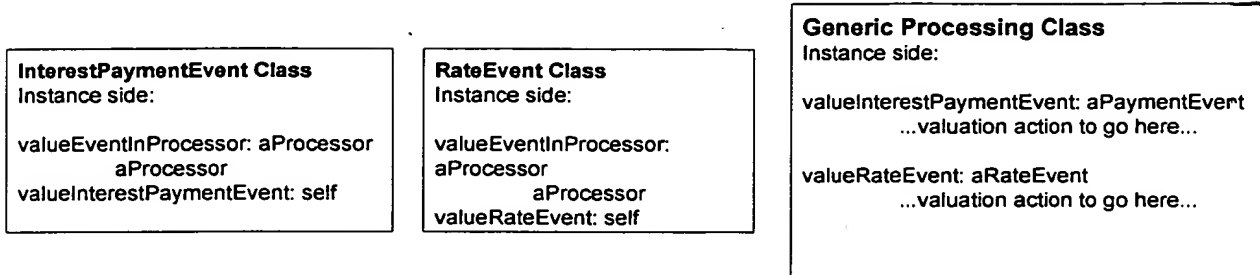 InterestPaymentEvent Class
Instance side:
valueEventInProcessor: aProcessor
aProcessor
valueInterestPaymentEvent: self
RateEvent Class
Instance side:
valueEventInProcessor:
aProcessor
aProcessor
valueRateEvent: self
Generic Processing Class
Instance side:
valueInterestPaymentEvent: aPaymentEvent
...valuation action to go here...
valueRateEvent: aRateEvent
...valuation action to go here...